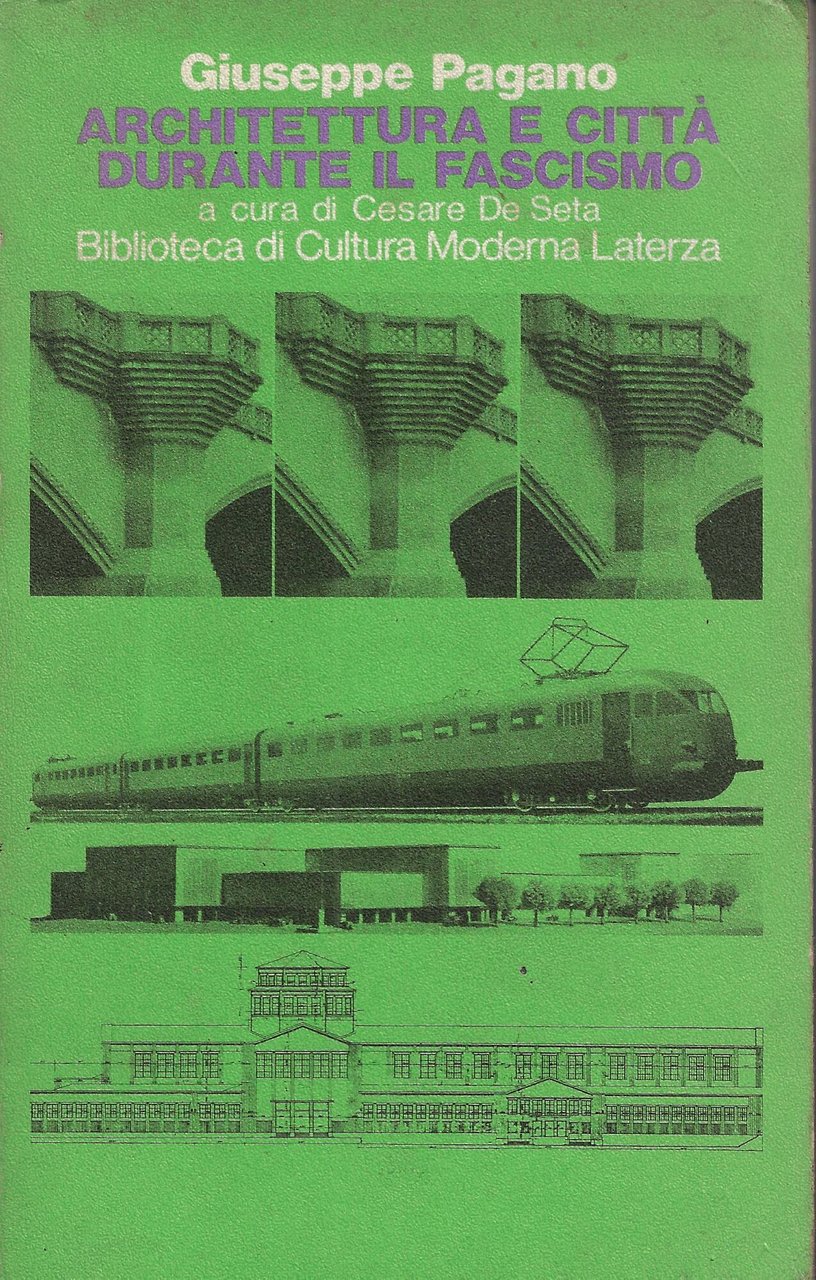 Giuseppe Pagano
ARCHITETTURA E CITTÀ
DURANTE IL FASCISMO
a cura di Cesare De Seta
Biblioteca di Cultura Moderna Laterza